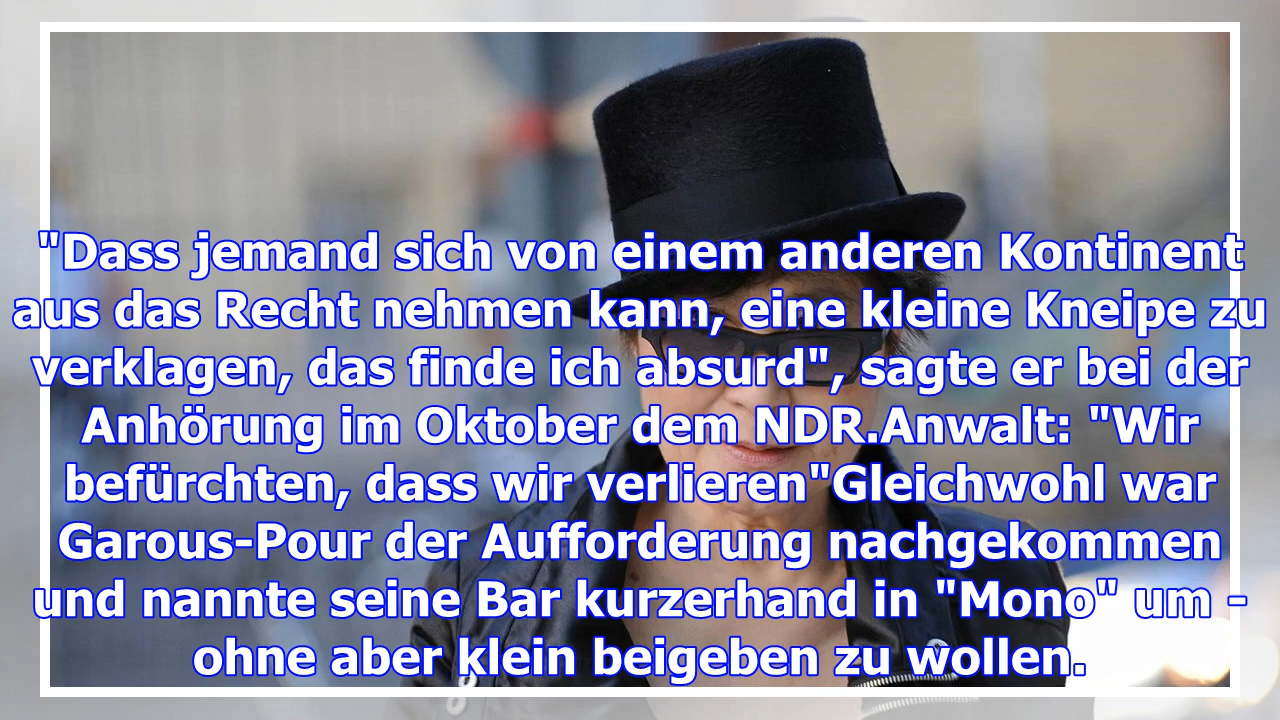 "Dass jemand sich von einem anderen Kontinent
aus das Recht nehmen kann, eine kleine Kneipe zu
verklagen, das finde ich absurd", sagte er bei der
Anhörung im Oktober dem NDR.Anwalt: "Wir
befürchten, dass wir verlieren"Gleichwohl war
Garous-Pour der Aufforderung nachgekommen
und nannte seine Bar kurzerhand in "Mono" um -
ohne aber klein beigeben zu wollen.